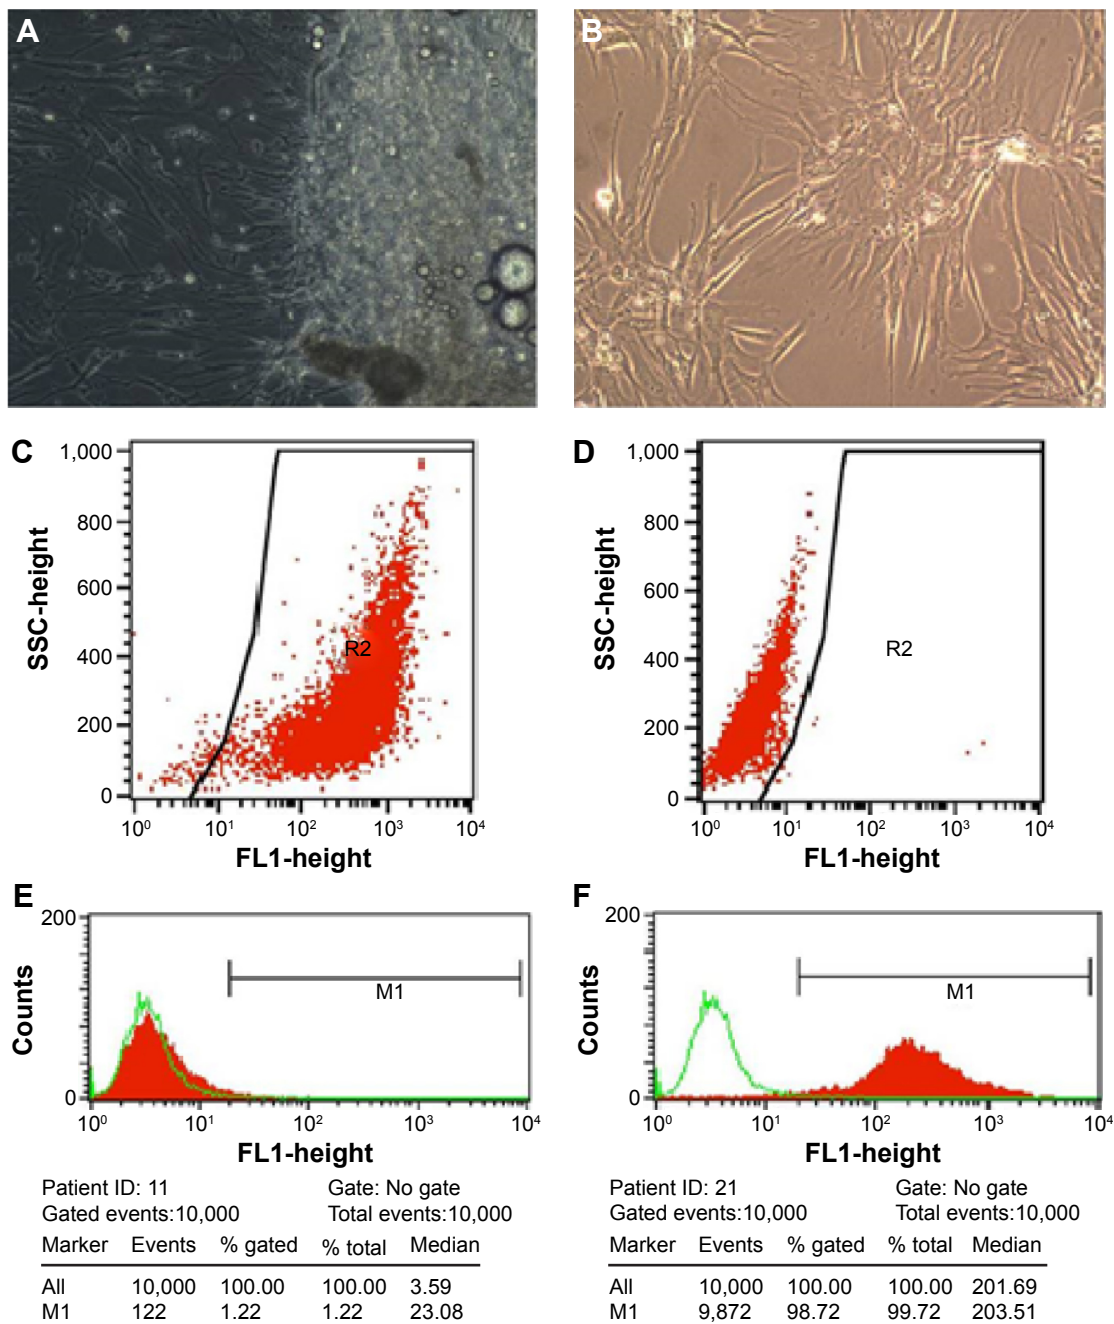 A
B
C
1,000
800
600
400
200
0
SSC-height
R2
10⁰ 10¹ 10² 10³ 10⁴
FL1-height
D
1,000
800
600
400
200
0
SSC-height
R2
10⁰ 10¹ 10² 10³ 10⁴
FL1-height
E
200
0
Counts
M1
10⁰ 10¹ 10² 10³ 10⁴
FL1-height
Patient ID: 11 Gate: No gate
Gated events:10,000 Total events:10,000
Marker Events % gated % total Median
All 10,000 100.00 100.00 3.59
M1 122 1.22 1.22 23.08
F
200
0
Counts
M1
10⁰ 10¹ 10² 10³ 10⁴
FL1-height
Patient ID: 21 Gate: No gate
Gated events:10,000 Total events:10,000
Marker Events % gated % total Median
All 10,000 100.00 100.00 201.69
M1 9,872 98.72 99.72 203.51